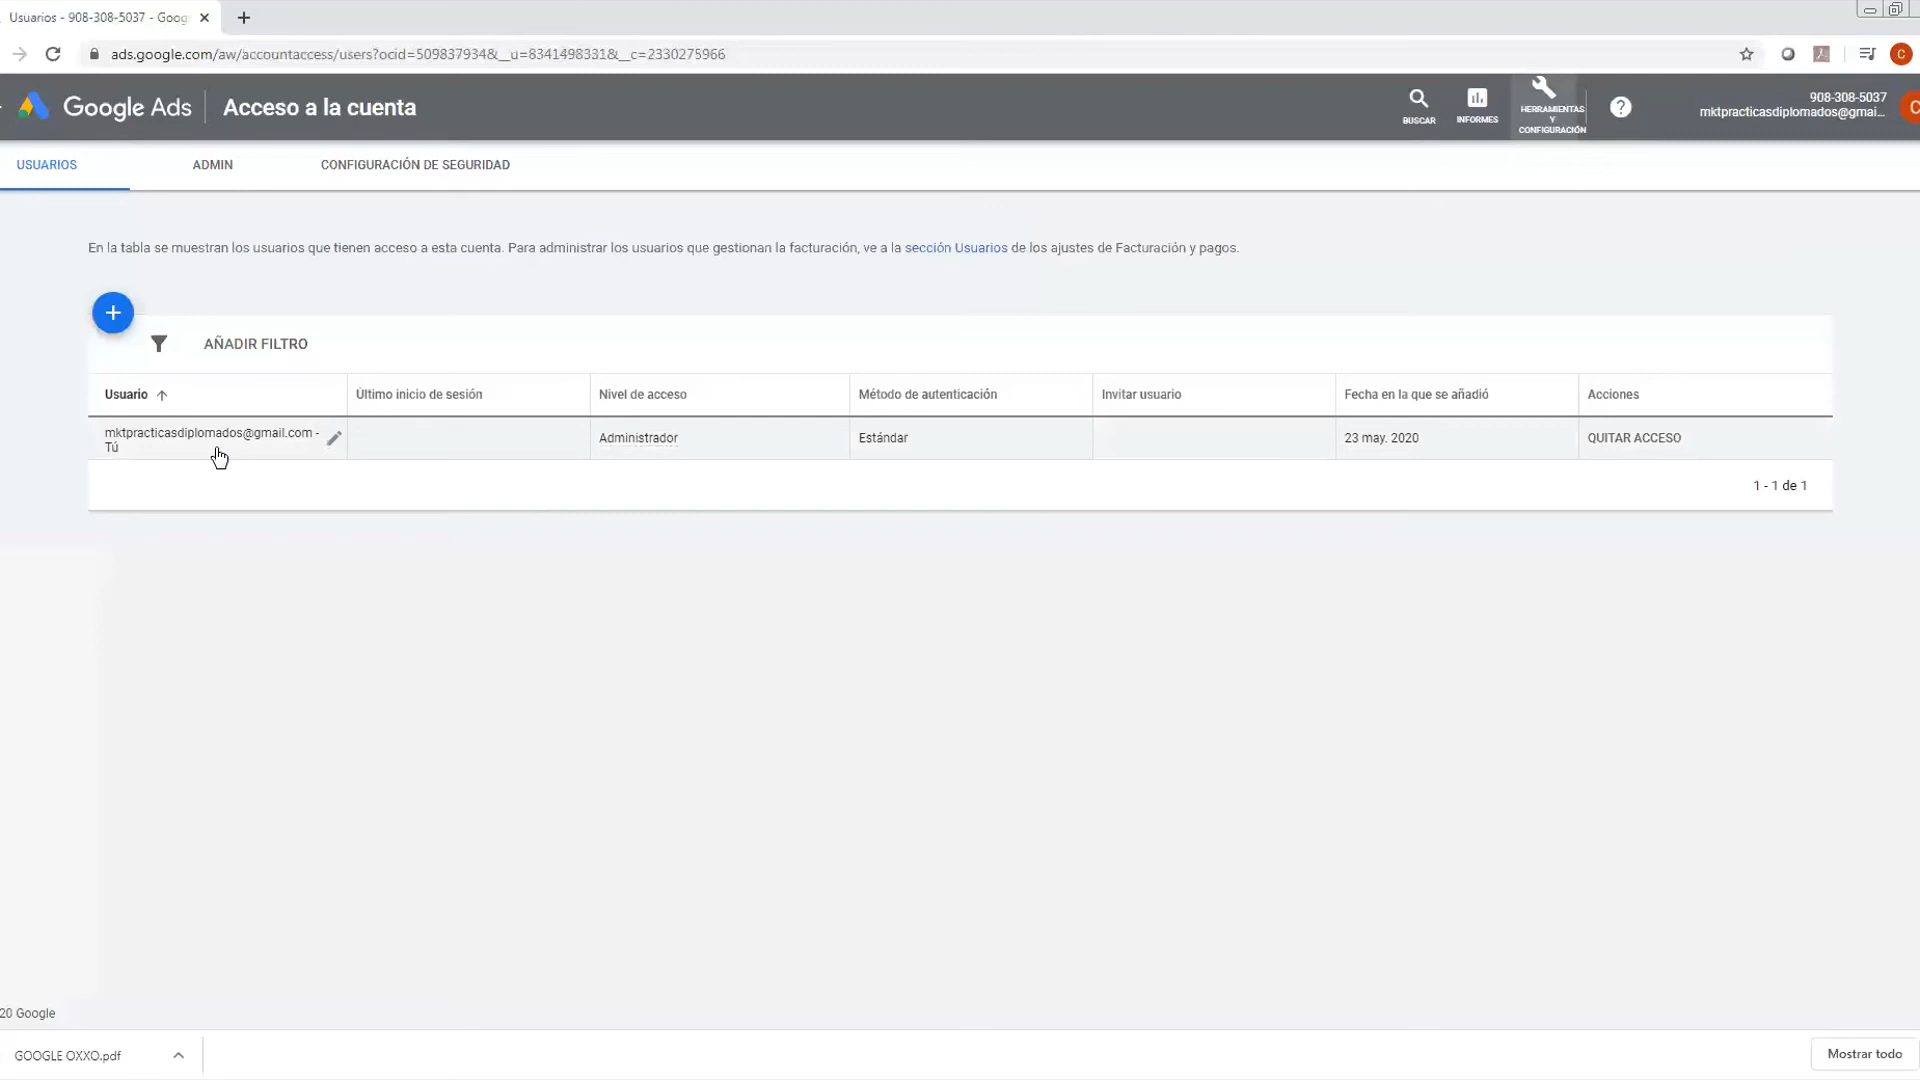 Usuarios - 908-308-5037 - Goog
ads.google.com/aw/accountaccess/users?ocid=509837934&__u=8341498331&__c=2330275966
C
Google Ads
Acceso a la cuenta
BUSCAR
INFORMES
HERRAMIENTAS
Y
CONFIGURACIÓN
?
908-308-5037
mktpracticasdiplomados@gmai...
C
USUARIOS
ADMIN
CONFIGURACIÓN DE SEGURIDAD
En la tabla se muestran los usuarios que tienen acceso a esta cuenta. Para administrar los usuarios que gestionan la facturación, ve a la sección Usuarios de los ajustes de Facturación y pagos.
AÑADIR FILTRO
Usuario
Último inicio de sesión
Nivel de acceso
Método de autenticación
Invitar usuario
Fecha en la que se añadió
Acciones
mktpracticasdiplomados@gmail.com -
Tú
Administrador
Estándar
23 may. 2020
QUITAR ACCESO
1 - 1 de 1
20 Google
GOOGLE OXXO.pdf
Mostrar todo